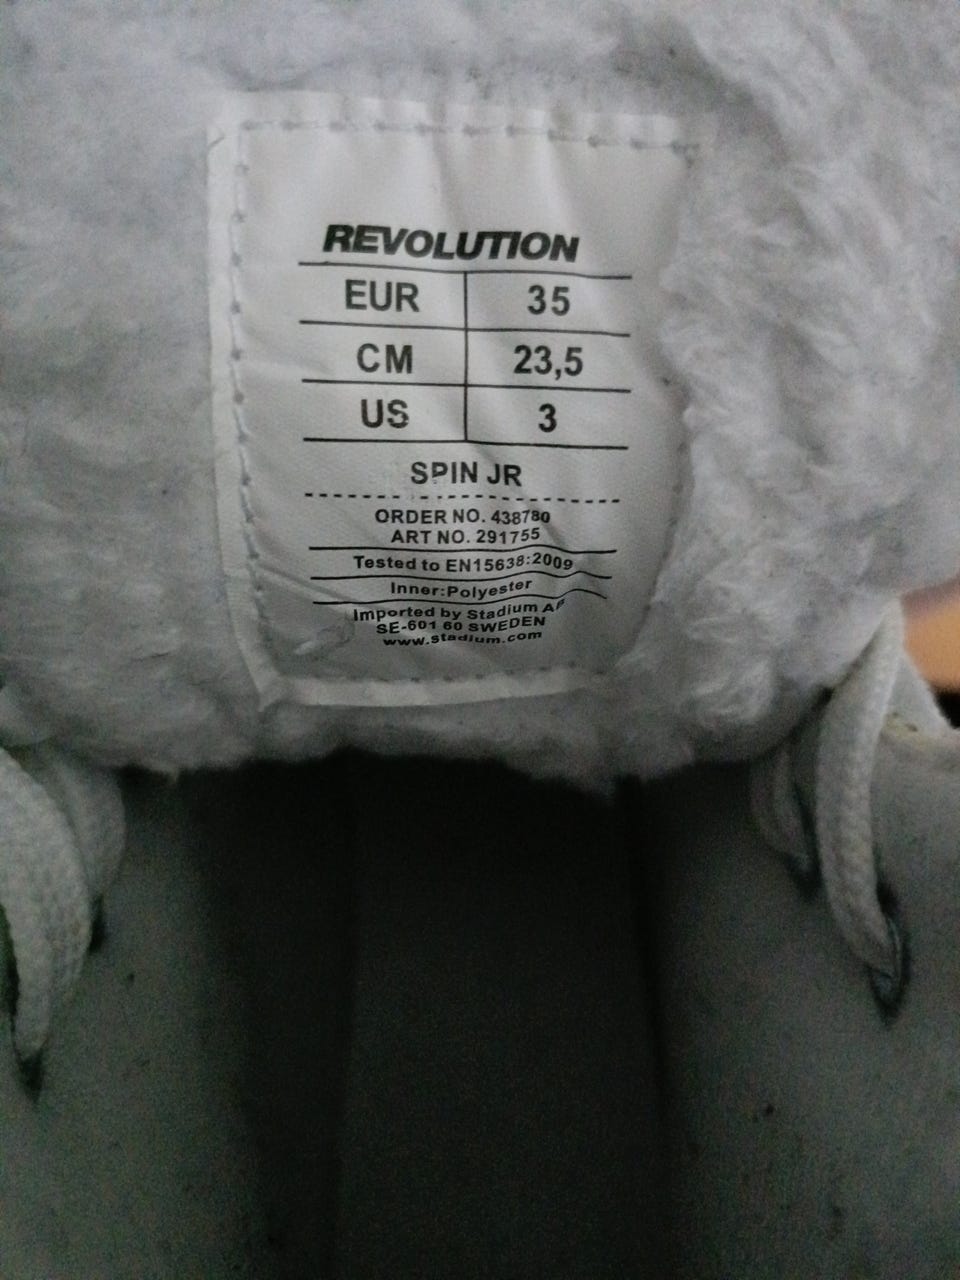 REVOLUTION
EUR 35
CM 23,5
US 3
SPIN JR
ORDER NO. 438780
ART NO. 291755
Tested to EN15638:2009
Inner:Polyester
Imported by Stadium AB
SE-601 60 SWEDEN
www.stadium.com